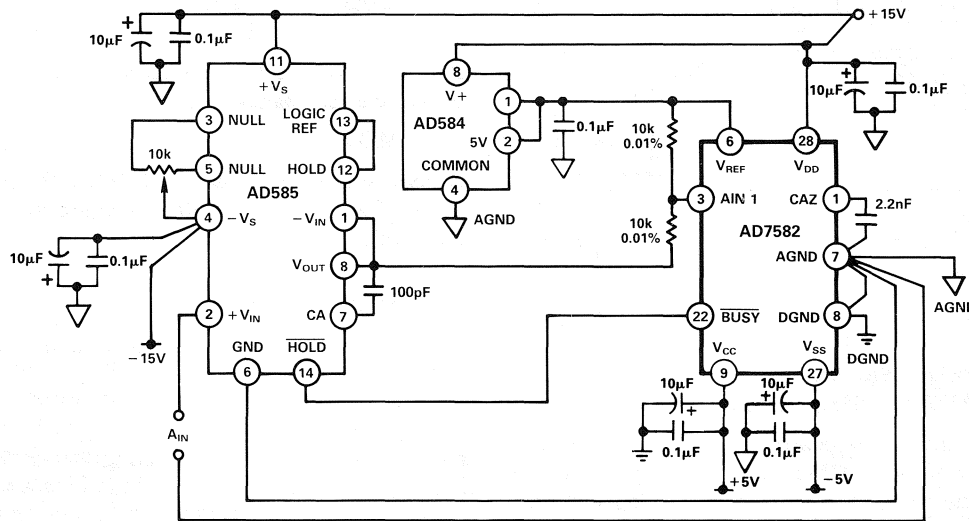 +15V
+
10µF
0.1µF
11
+VS
3
NULL
LOGIC
REF
13
10k
5
NULL
HOLD
12
AD585
4
−VS
−VIN
1
+
10µF
0.1µF
VOUT
8
100pF
2
+VIN
CA
7
−15V
GND
HOLD
6
14
AIN
8
V+
1
AD584
5V
2
COMMON
4
AGND
0.1µF
10k
0.01%
10k
0.01%
+
10µF
0.1µF
6
VREF
28
VDD
3
AIN 1
CAZ
1
2.2nF
AD7582
AGND
7
AGND
22
BUSY
DGND
8
DGND
VCC
VSS
9
27
10µF
+
0.1µF
+5V
10µF
+
0.1µF
−5V